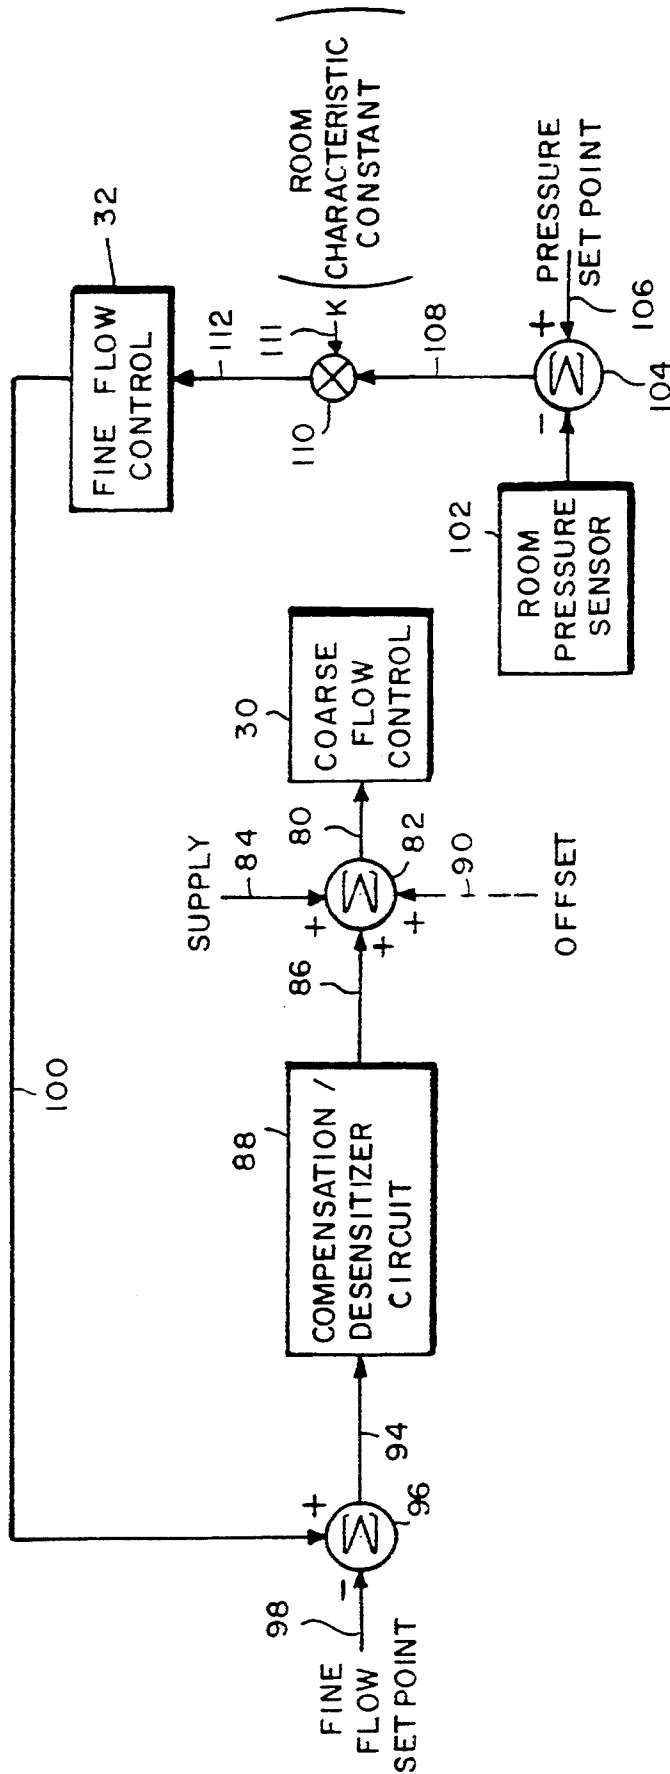 100
FINE FLOW
CONTROL
32
112
111
K
ROOM
CHARACTERISTIC
CONSTANT
110
108
ROOM
PRESSURE
SENSOR
102
-
+
Σ
104
PRESSURE
SET POINT
106
FINE
FLOW
SETPOINT
98
-
+
Σ
96
94
COMPENSATION /
DESENSITIZER
CIRCUIT
88
86
SUPPLY
84
+
+
+
Σ
82
80
90
OFFSET
COARSE
FLOW
CONTROL
30